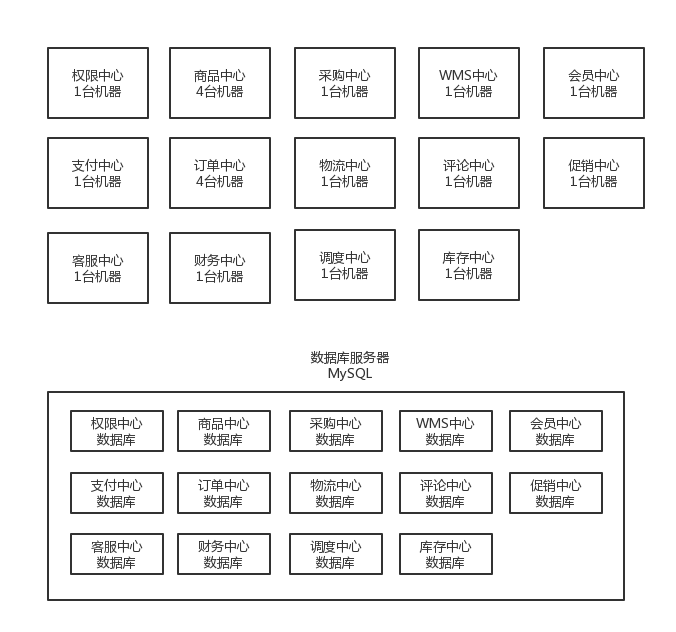 权限中心
1台机器
商品中心
4台机器
采购中心
1台机器
WMS中心
1台机器
会员中心
1台机器
支付中心
1台机器
订单中心
4台机器
物流中心
1台机器
评论中心
1台机器
促销中心
1台机器
客服中心
1台机器
财务中心
1台机器
调度中心
1台机器
库存中心
1台机器
数据库服务器
MySQL
权限中心
数据库
商品中心
数据库
采购中心
数据库
WMS中心
数据库
会员中心
数据库
支付中心
数据库
订单中心
数据库
物流中心
数据库
评论中心
数据库
促销中心
数据库
客服中心
数据库
财务中心
数据库
调度中心
数据库
库存中心
数据库